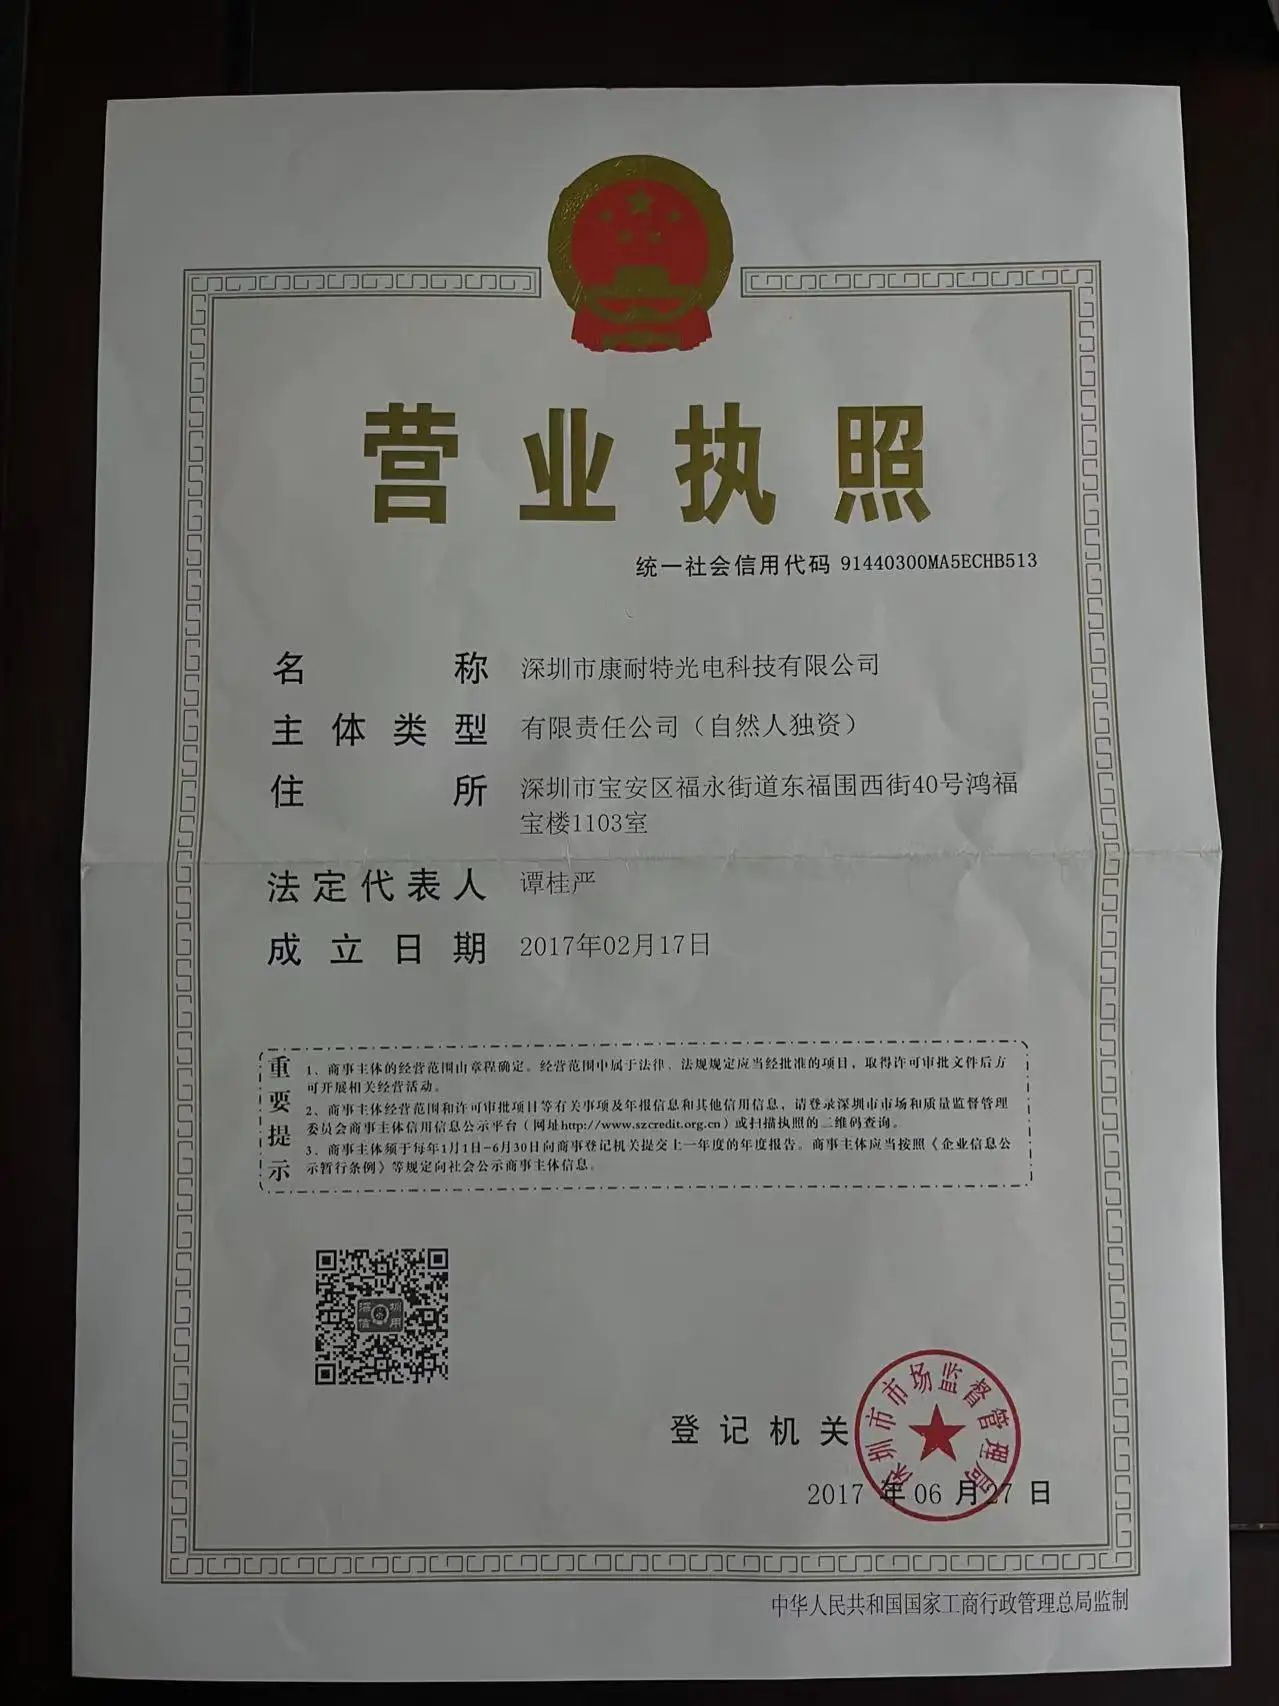 营业执照
统一社会信用代码 91440300MA5ECHB513
名称 深圳市康耐特光电科技有限公司
主体类型 有限责任公司（自然人独资）
住所 深圳市宝安区福永街道东福围西街40号鸿福
宝楼1103室
法定代表人 谭桂严
成立日期 2017年02月17日
重要提示
1、商事主体的经营范围由章程确定。经营范围中属于法律、法规规定应当经批准的项目，取得许可审批文件后方
可开展相关经营活动。
2、商事主体经营范围和许可审批项目等有关事项及年报信息和其他信用信息，请登录深圳市市场和质量监督管理
委员会商事主体信用信息公示平台（网址http://www.szcredit.org.cn）或扫描执照的二维码查询。
3、商事主体须于每年1月1日-6月30日向商事登记机关提交上一年度的年度报告。商事主体应当按照《企业信息公
示暂行条例》等规定向社会公示商事主体信息。
深圳
信用
登记机关
深圳市市场监督管理局
2017 年 06 月 27 日
中华人民共和国国家工商行政管理总局监制